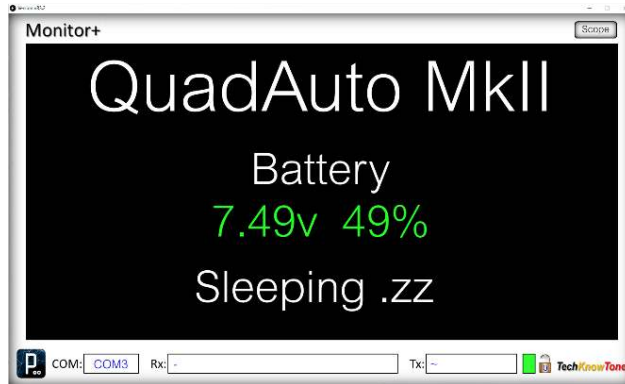 Monitor+
Scope
QuadAuto MkII
Battery
7.49v 49%
Sleeping .zz
P..
COM: COM3 Rx: - Tx: ~
TechKnowTone